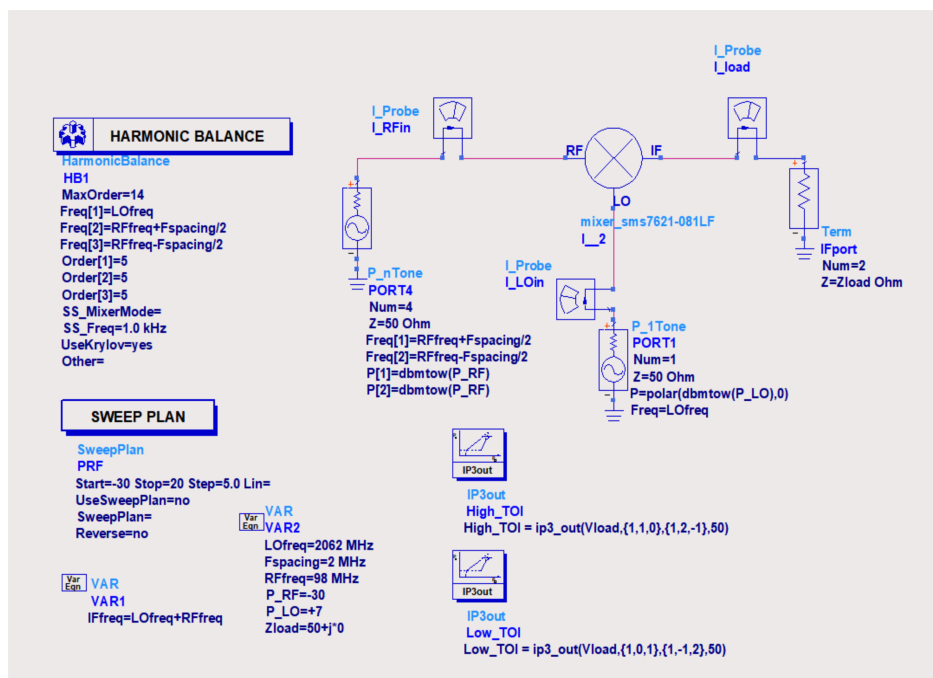 I_Probe
I_load
I_Probe
I_RFin
HARMONIC BALANCE
HarmonicBalance
HB1
MaxOrder=14
Freq[1]=LOfreq
Freq[2]=RFfreq+Fspacing/2
Freq[3]=RFfreq-Fspacing/2
Order[1]=5
Order[2]=5
Order[3]=5
SS_MixerMode=
SS_Freq=1.0 kHz
UseKrylov=yes
Other=
RF
IF
LO
mixer_sms7621-081LF
I__2
+
-
P_nTone
PORT4
Num=4
Z=50 Ohm
Freq[1]=RFfreq+Fspacing/2
Freq[2]=RFfreq-Fspacing/2
P[1]=dbmtow(P_RF)
P[2]=dbmtow(P_RF)
I_Probe
I_LOin
+
-
P_1Tone
PORT1
Num=1
Z=50 Ohm
P=polar(dbmtow(P_LO),0)
Freq=LOfreq
+
-
Term
IFport
Num=2
Z=Zload Ohm
SWEEP PLAN
SweepPlan
PRF
Start=-30 Stop=20 Step=5.0 Lin=
UseSweepPlan=no
SweepPlan=
Reverse=no
Var
Eqn
VAR
VAR2
LOfreq=2062 MHz
Fspacing=2 MHz
RFfreq=98 MHz
P_RF=-30
P_LO=+7
Zload=50+j*0
Var
Eqn
VAR
VAR1
IFfreq=LOfreq+RFfreq
IP3out
IP3out
High_TOI
High_TOI = ip3_out(Vload,{1,1,0},{1,2,-1},50)
IP3out
IP3out
Low_TOI
Low_TOI = ip3_out(Vload,{1,0,1},{1,-1,2},50)